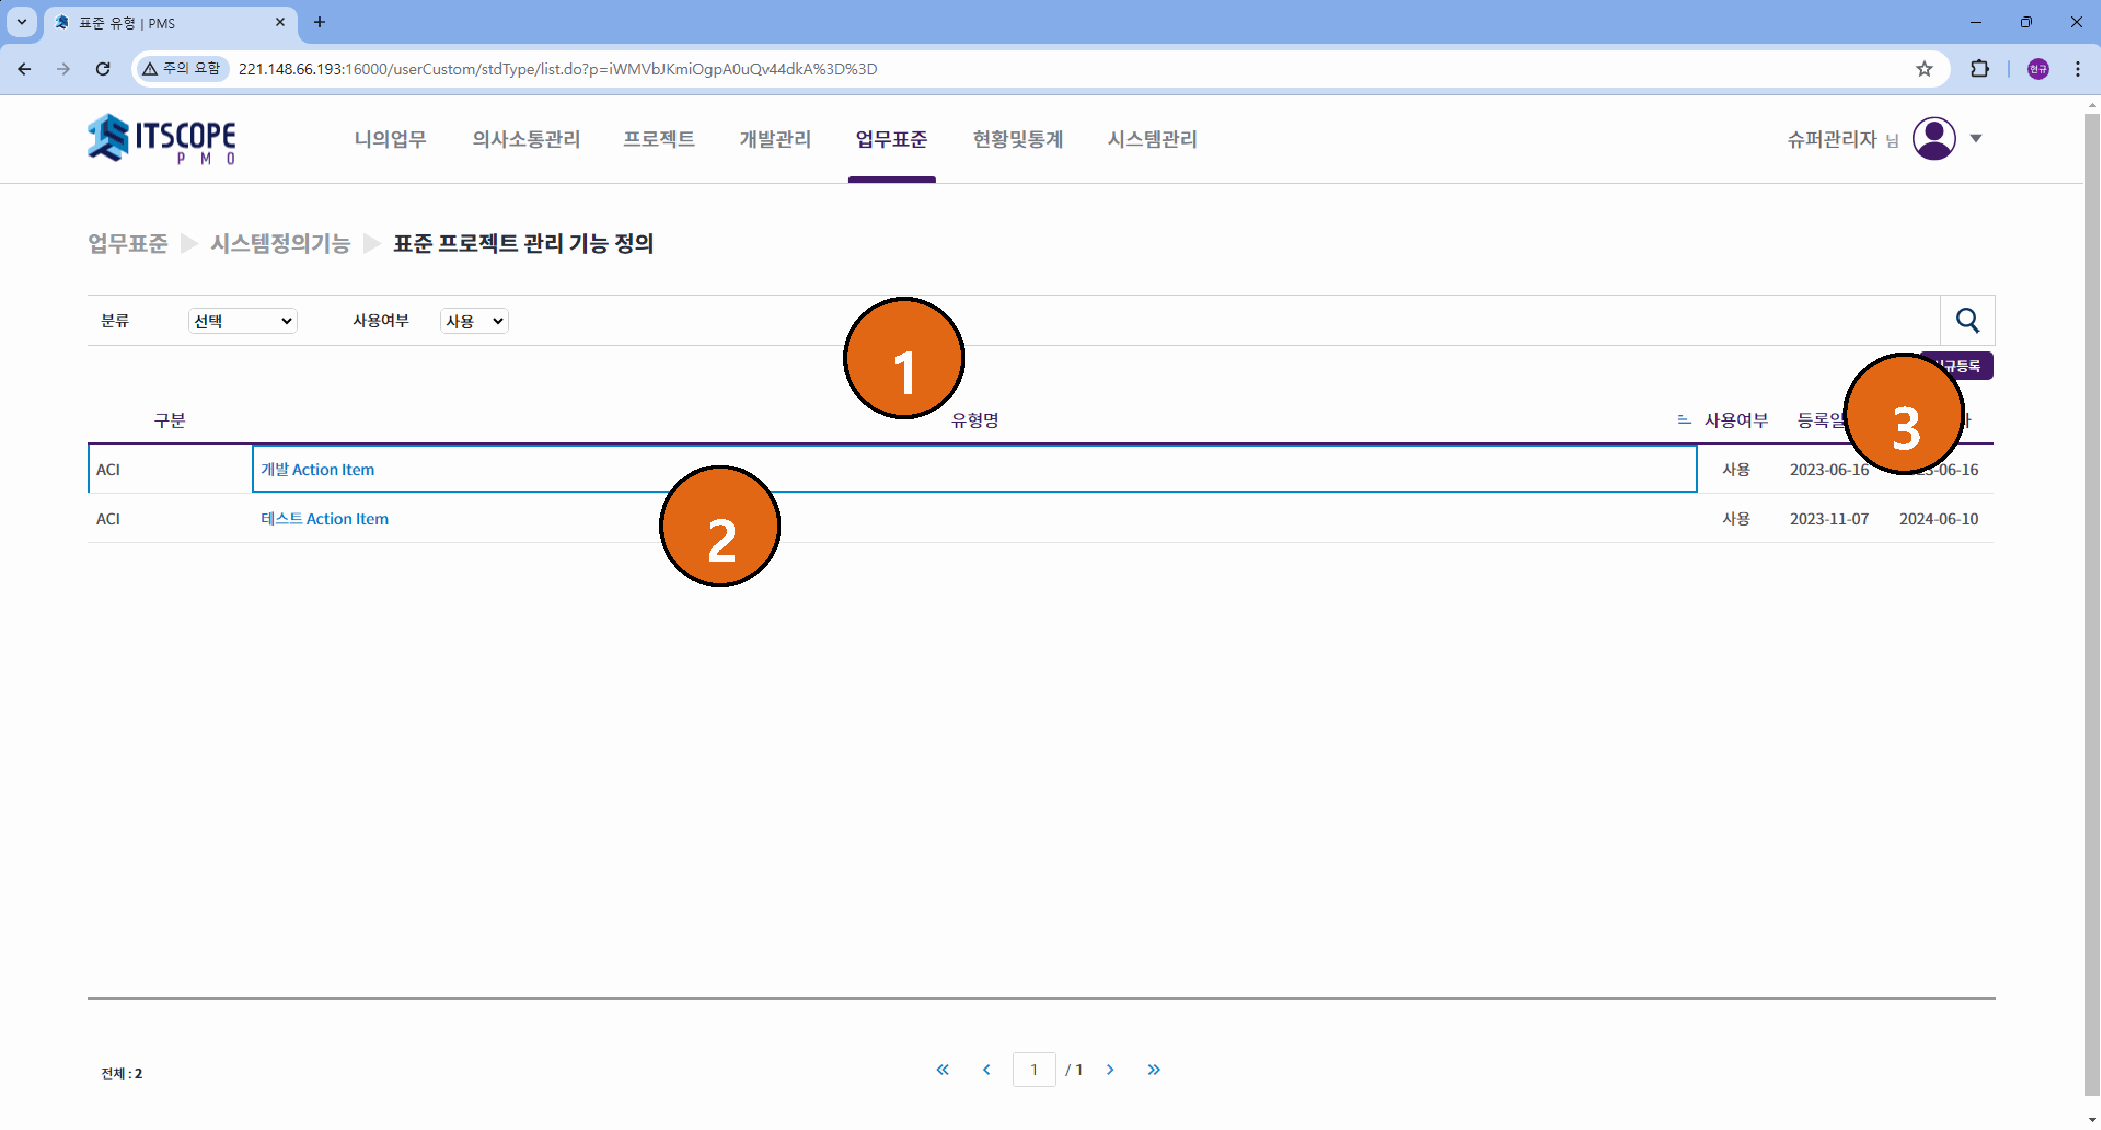 표준 유형 | PMS
주의 요함 221.148.66.193:16000/userCustom/stdType/list.do?p=iWMVbJKmiOgpA0uQv44dkA%3D%3D
현규
ITSCOPE
PMO
니의업무 의사소통관리 프로젝트 개발관리 업무표준 현황및통계 시스템관리
슈퍼관리자 님
업무표준 시스템정의기능 표준 프로젝트 관리 기능 정의
분류 선택 사용여부 사용
1
규등록
3
구분 유형명 사용여부 등록일
ACI 개발 Action Item 사용 2023-06-16 2023-06-16
2
ACI 테스트 Action Item 사용 2023-11-07 2024-06-10
전체 : 2
« ‹ 1 / 1 › »